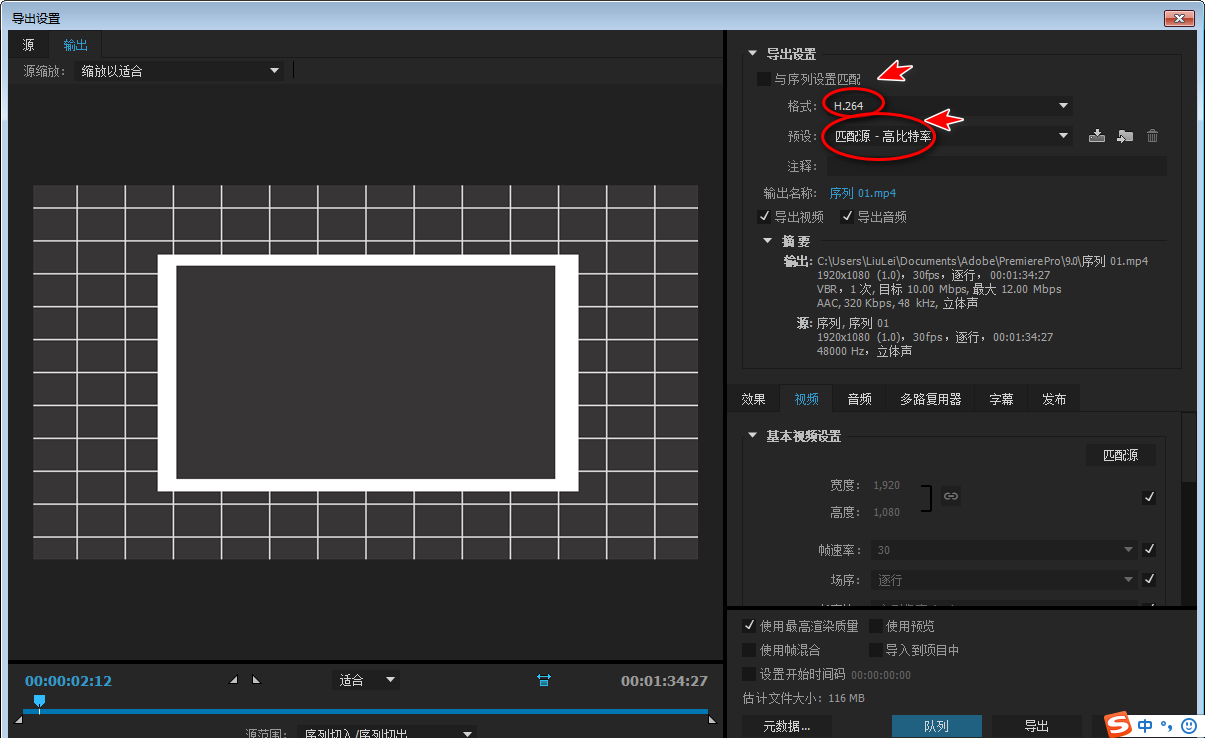 导出设置
源 输出
源缩放: 缩放以适合
导出设置
与序列设置匹配
格式: H.264
预设: 匹配源 - 高比特率
注释:
输出名称: 序列 01.mp4
导出视频 导出音频
摘要
输出: C:\Users\LiuLei\Documents\Adobe\PremierePro\9.0\序列 01.mp4
1920x1080 (1.0), 30fps, 逐行, 00:01:34:27
VBR, 1 次, 目标 10.00 Mbps, 最大 12.00 Mbps
AAC, 320 Kbps, 48 kHz, 立体声
源: 序列, 序列 01
1920x1080 (1.0), 30fps, 逐行, 00:01:34:27
48000 Hz, 立体声
效果 视频 音频 多路复用器 字幕 发布
基本视频设置
匹配源
宽度: 1,920
高度: 1,080
帧速率: 30
场序: 逐行
使用最高渲染质量 使用预览
使用帧混合 导入到项目中
设置开始时间码 00:00:00:00
估计文件大小: 116 MB
元数据... 队列 导出
00:00:02:12 适合 00:01:34:27
源范围: 序列切入/序列切出
S 中